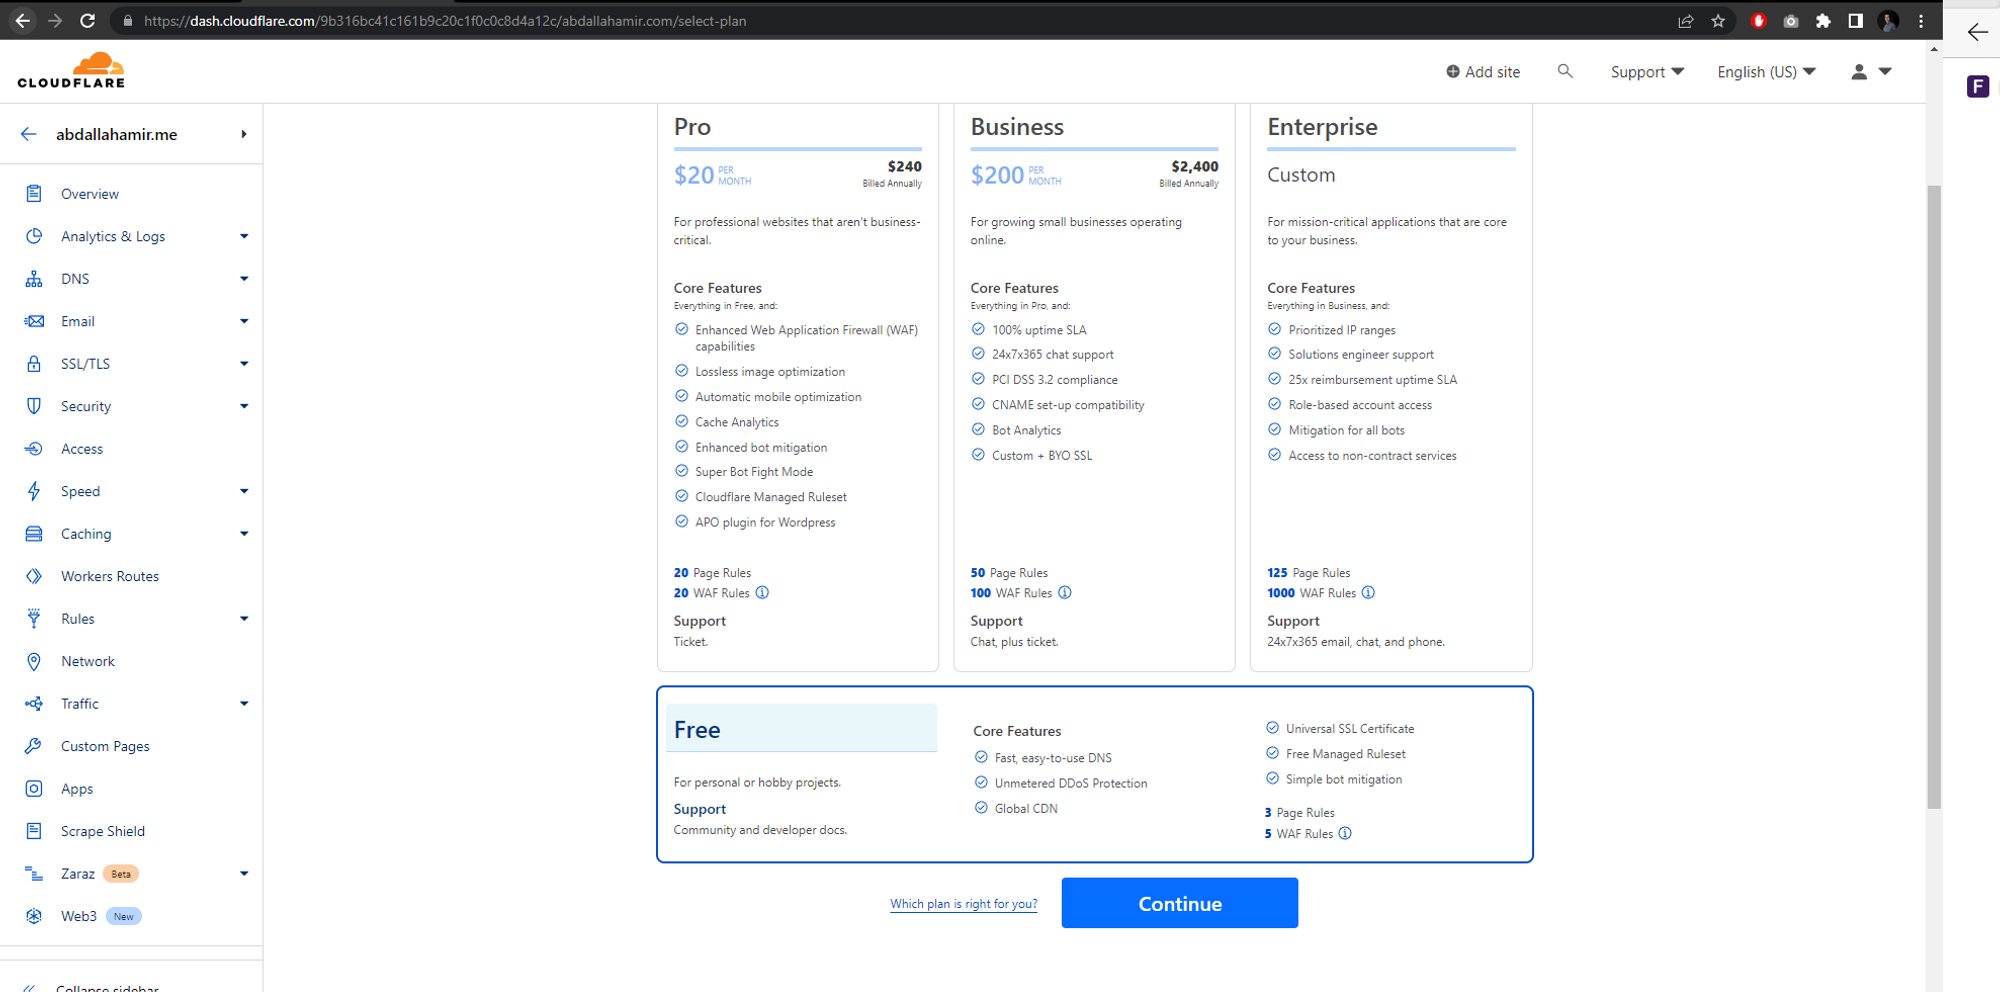 https://dash.cloudflare.com/9b316bc41c161b9c20c1f0c0c8d4a12c/abdallahamir.com/select-plan
CLOUDFLARE
Add site
Support
English (US)
F
abdallahamir.me
Overview
Analytics & Logs
DNS
Email
SSL/TLS
Security
Access
Speed
Caching
Workers Routes
Rules
Network
Traffic
Custom Pages
Apps
Scrape Shield
Zaraz Beta
Web3 New
Collapse sidebar
Pro
$20 PER MONTH
$240
Billed Annually
For professional websites that aren't business-
critical.
Core Features
Everything in Free, and:
Enhanced Web Application Firewall (WAF)
capabilities
Lossless image optimization
Automatic mobile optimization
Cache Analytics
Enhanced bot mitigation
Super Bot Fight Mode
Cloudflare Managed Ruleset
APO plugin for Wordpress
20 Page Rules
20 WAF Rules
Support
Ticket.
Business
$200 PER MONTH
$2,400
Billed Annually
For growing small businesses operating
online.
Core Features
Everything in Pro, and:
100% uptime SLA
24x7x365 chat support
PCI DSS 3.2 compliance
CNAME set-up compatibility
Bot Analytics
Custom + BYO SSL
50 Page Rules
100 WAF Rules
Support
Chat, plus ticket.
Enterprise
Custom
For mission-critical applications that are core
to your business.
Core Features
Everything in Business, and:
Prioritized IP ranges
Solutions engineer support
25x reimbursement uptime SLA
Role-based account access
Mitigation for all bots
Access to non-contract services
125 Page Rules
1000 WAF Rules
Support
24x7x365 email, chat, and phone.
Free
For personal or hobby projects.
Support
Community and developer docs.
Core Features
Fast, easy-to-use DNS
Unmetered DDoS Protection
Global CDN
Universal SSL Certificate
Free Managed Ruleset
Simple bot mitigation
3 Page Rules
5 WAF Rules
Which plan is right for you?
Continue